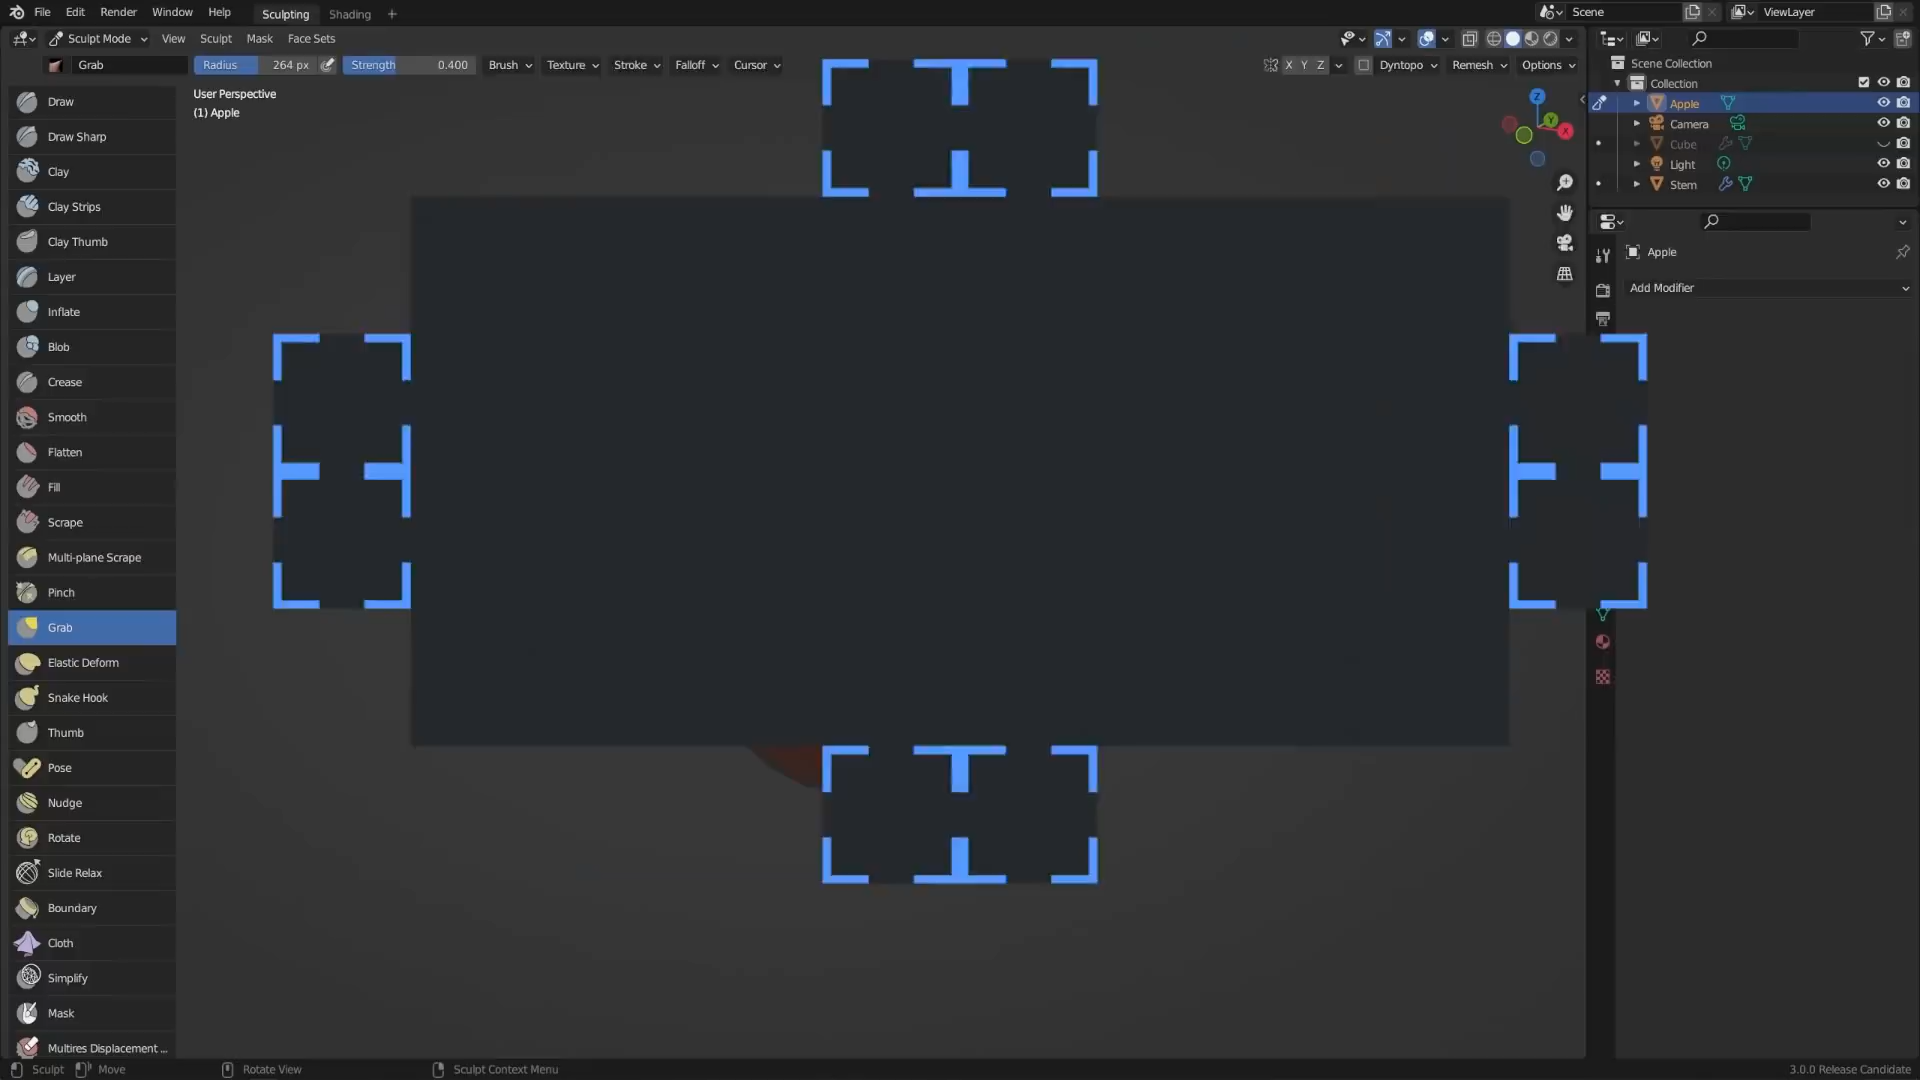 File Edit Render Window Help Sculpting Shading + Scene ViewLayer
Sculpt Mode View Sculpt Mask Face Sets
Grab Radius 264 px Strength 0.400 Brush Texture Stroke Falloff Cursor X Y Z Dyntopo Remesh Options
User Perspective
(1) Apple
Z
Y
X
Draw
Draw Sharp
Clay
Clay Strips
Clay Thumb
Layer
Inflate
Blob
Crease
Smooth
Flatten
Fill
Scrape
Multi-plane Scrape
Pinch
Grab
Elastic Deform
Snake Hook
Thumb
Pose
Nudge
Rotate
Slide Relax
Boundary
Cloth
Simplify
Mask
Multires Displacement ...
Scene Collection
Collection
Apple
Camera
Cube
Light
Stem
Apple
Add Modifier
Sculpt Move Rotate View Sculpt Context Menu 3.0.0 Release Candidate